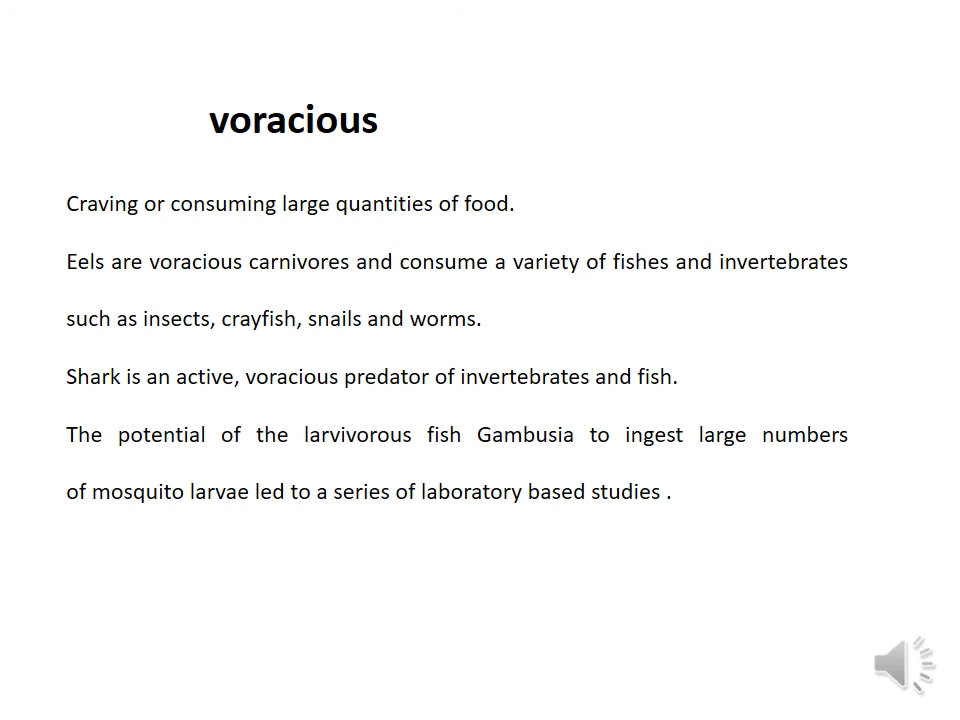 voracious
Craving or consuming large quantities of food.
Eels are voracious carnivores and consume a variety of fishes and invertebrates
such as insects, crayfish, snails and worms.
Shark is an active, voracious predator of invertebrates and fish.
The potential of the larvivorous fish Gambusia to ingest large numbers
of mosquito larvae led to a series of laboratory based studies .